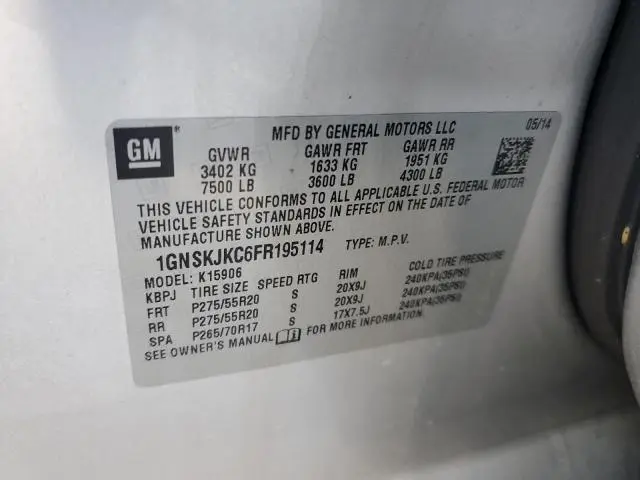 MFD BY GENERAL MOTORS LLC 05/14
GM
GVWR GAWR FRT GAWR RR
3402 KG 1633 KG 1951 KG
7500 LB 3600 LB 4300 LB
THIS VEHICLE CONFORMS TO ALL APPLICABLE U.S. FEDERAL MOTOR
VEHICLE SAFETY STANDARDS IN EFFECT ON THE DATE OF
MANUFACTURE SHOWN ABOVE.
1GNSKJKC6FR195114 TYPE: M.P.V.
MODEL: K15906
KBPJ TIRE SIZE SPEED RTG RIM COLD TIRE PRESSURE
FRT P275/55R20 S 20X9J 240KPA(35PSI)
RR P275/55R20 S 20X9J 240KPA(35PSI)
SPA P265/70R17 S 17X7.5J 240KPA(35PSI)
SEE OWNER'S MANUAL FOR MORE INFORMATION.